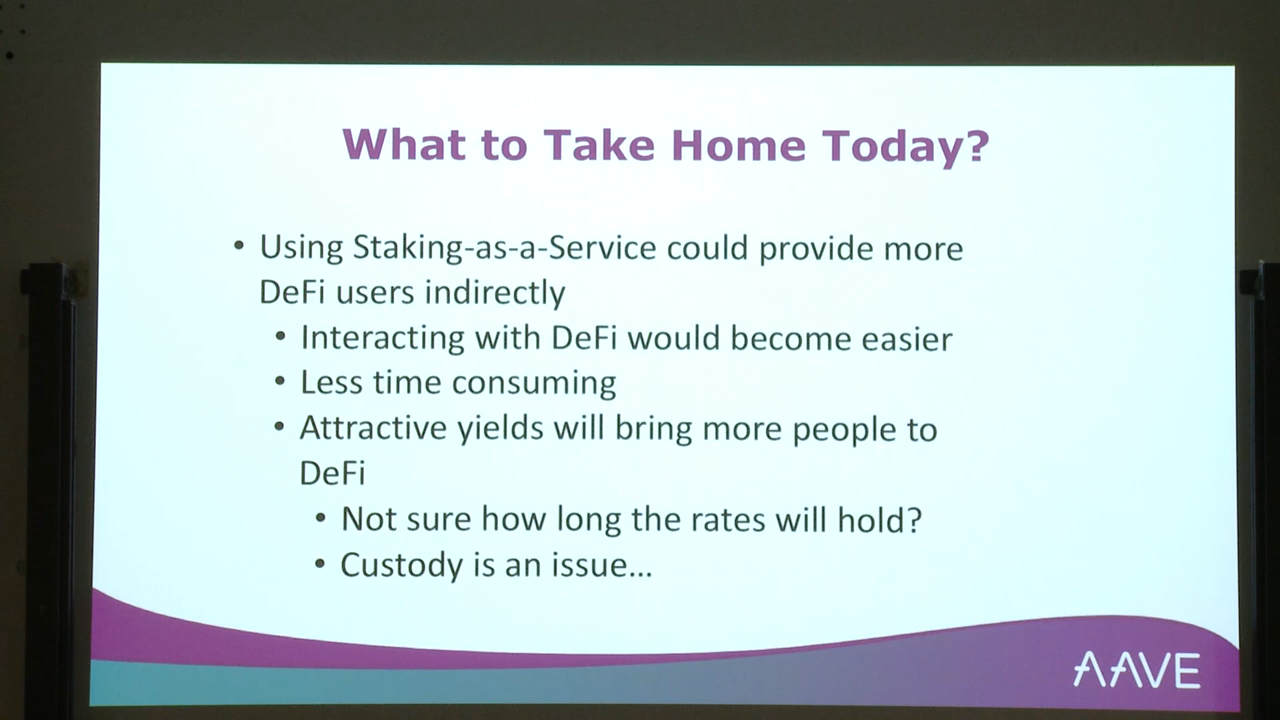 What to Take Home Today?
• Using Staking-as-a-Service could provide more
DeFi users indirectly
• Interacting with DeFi would become easier
• Less time consuming
• Attractive yields will bring more people to
DeFi
• Not sure how long the rates will hold?
• Custody is an issue...
AAVE